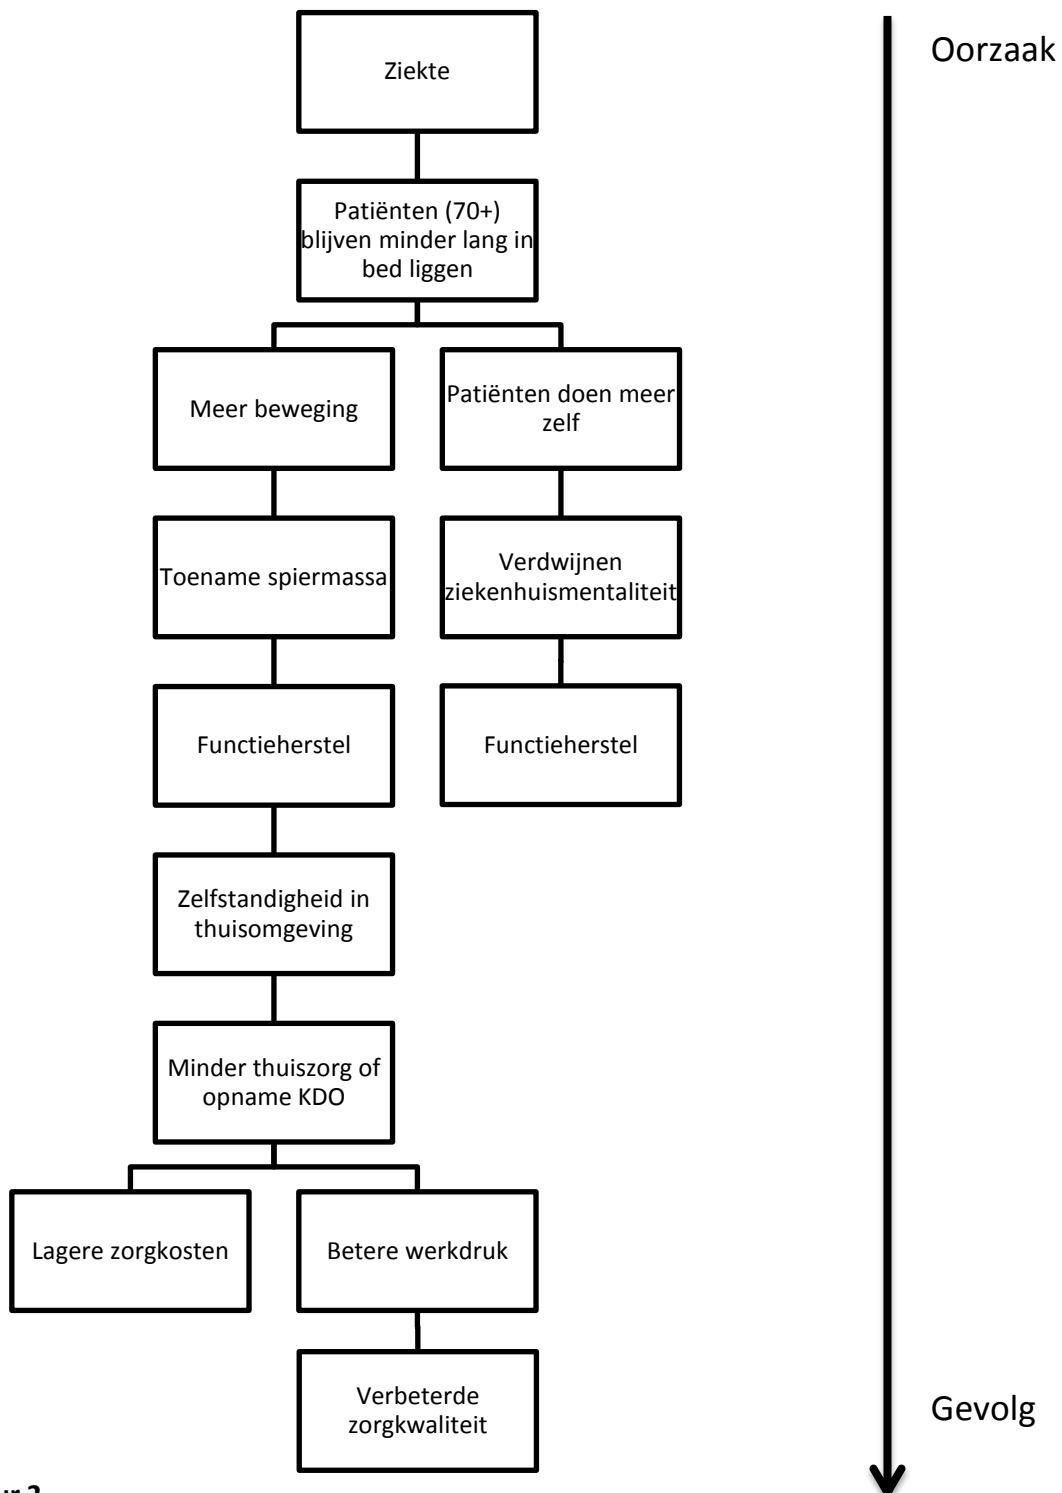 Oorzaak
Ziekte
Patiënten (70+)
blijven minder lang in
bed liggen
Meer beweging
Patiënten doen meer
zelf
Toename spiermassa
Verdwijnen
ziekenhuismentaliteit
Functieherstel
Functieherstel
Zelfstandigheid in
thuisomgeving
Minder thuiszorg of
opname KDO
Lagere zorgkosten
Betere werkdruk
Verbeterde
zorgkwaliteit
Gevolg